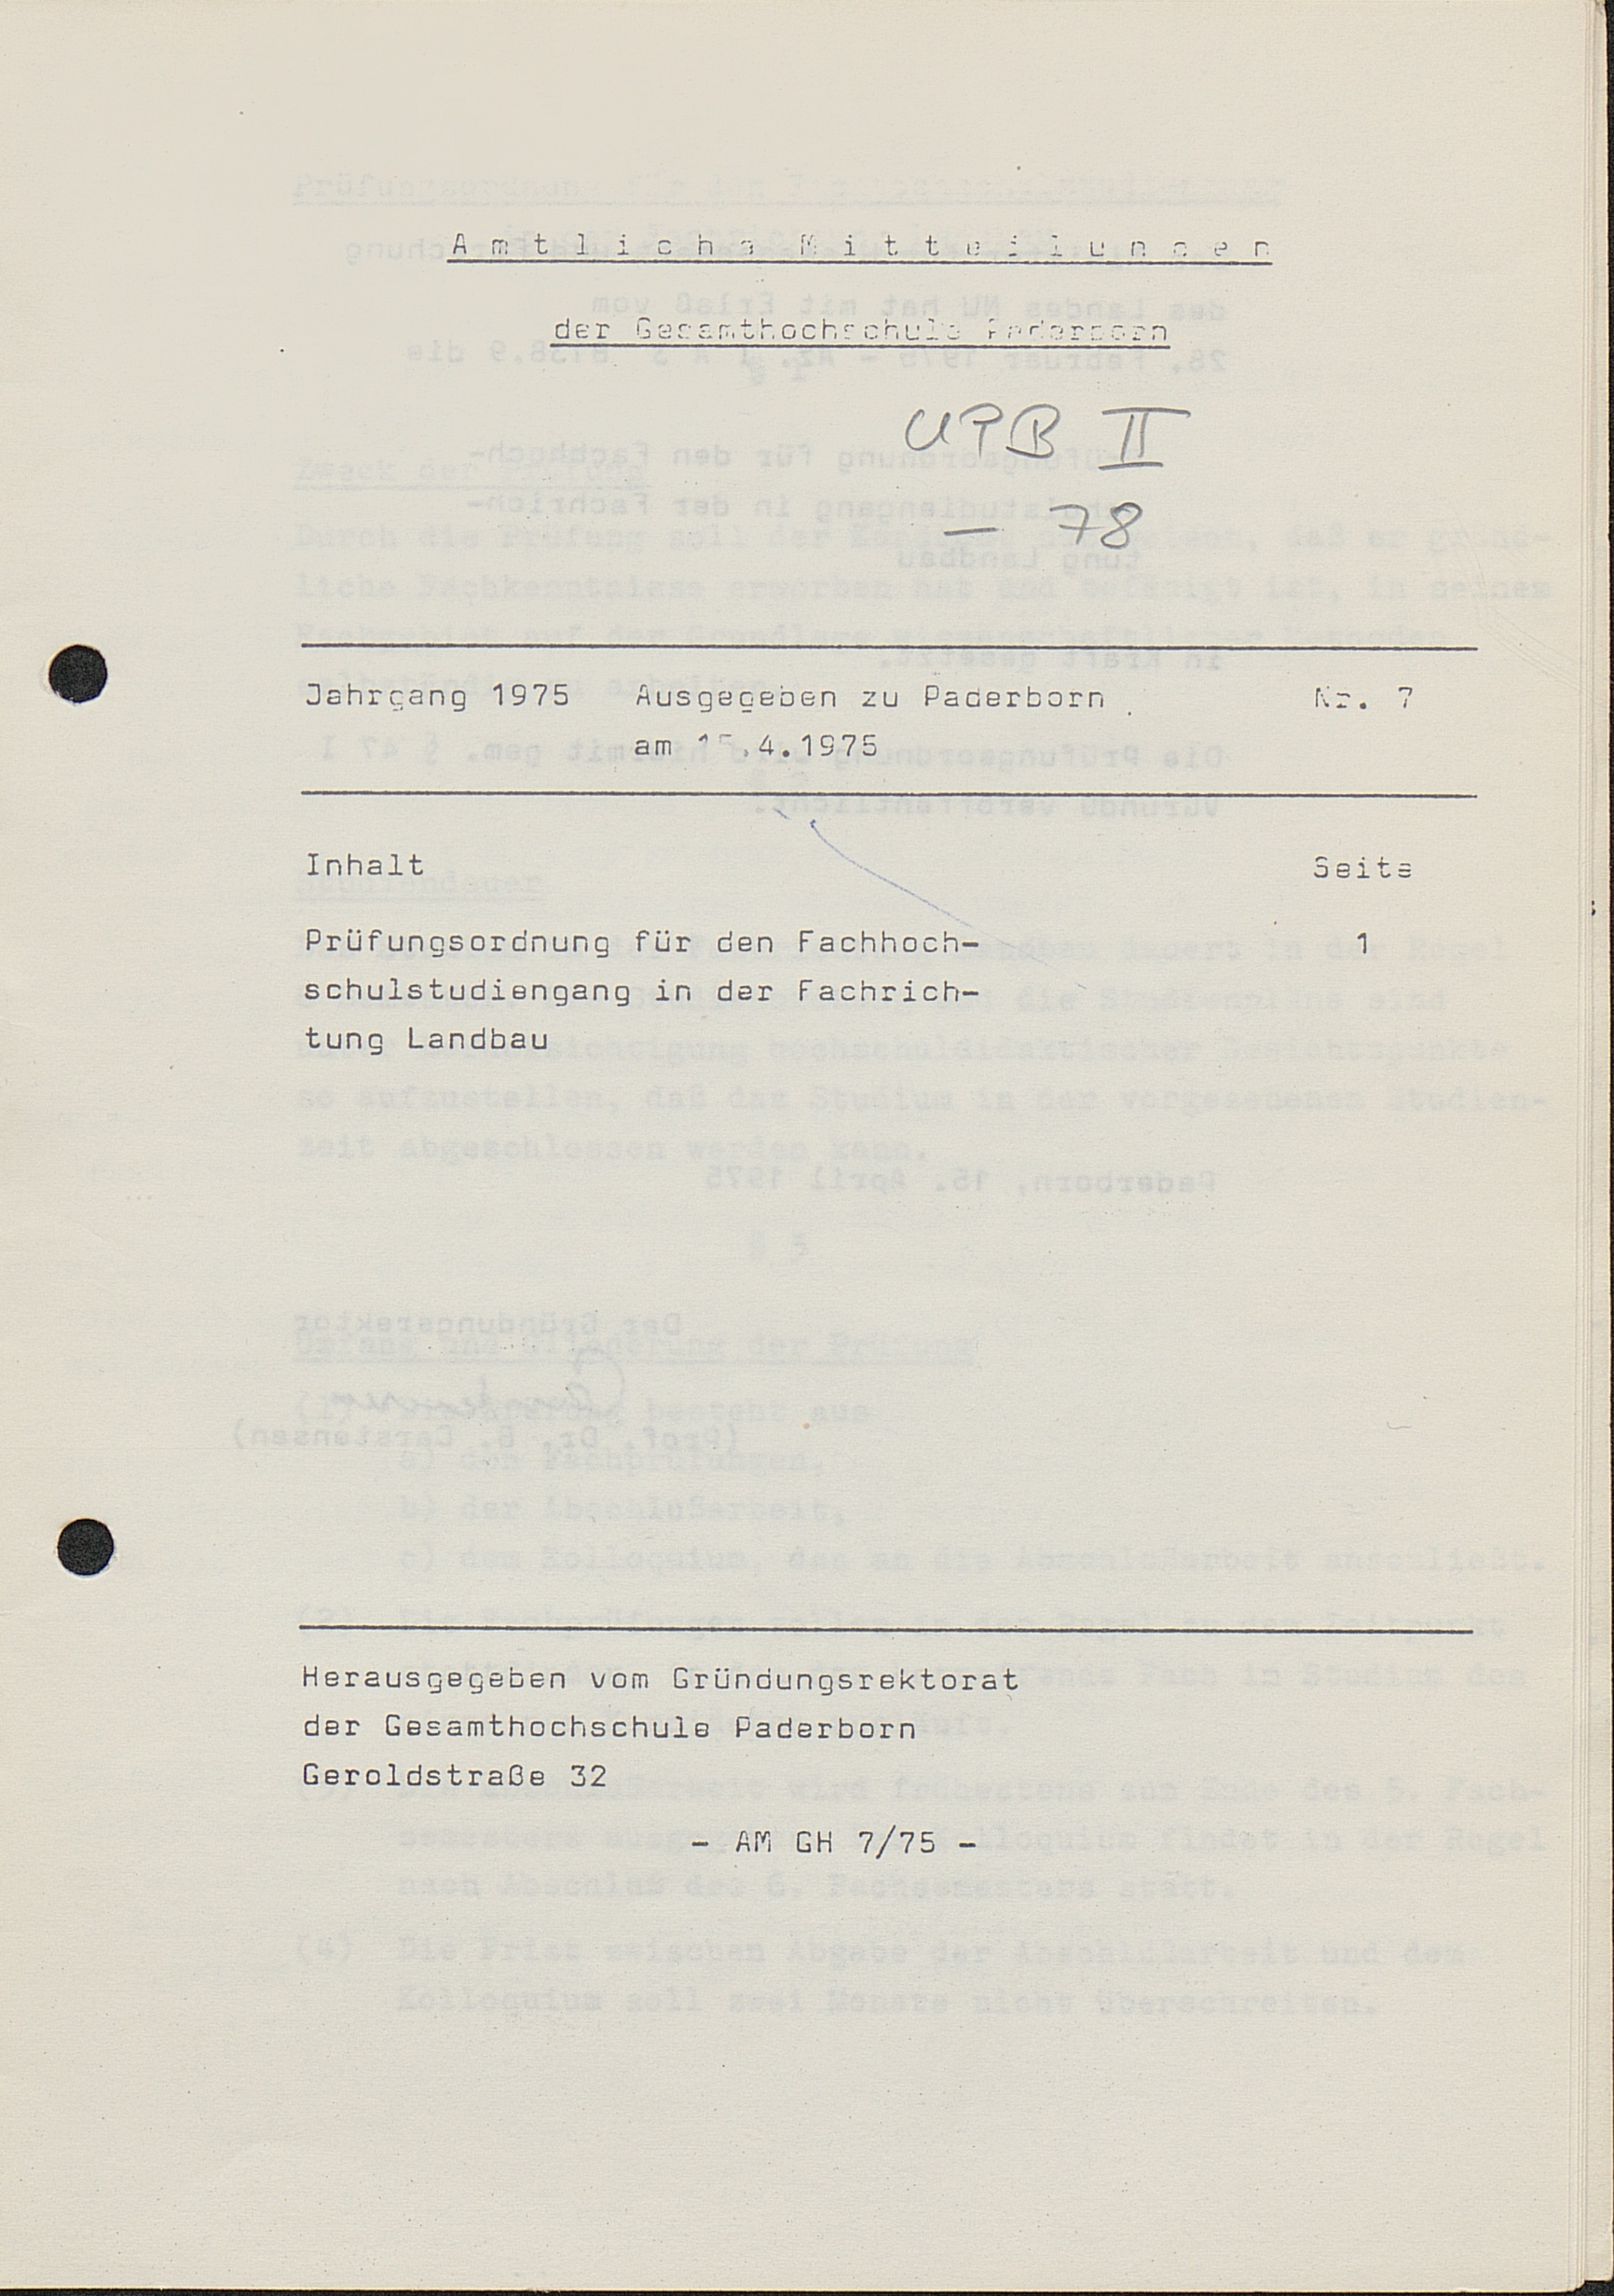 Amtliche Mitteilungen
der Gesamthochschule Paderborn
UPB II
– 78
Jahrgang 1975 Ausgegeben zu Paderborn Nr. 7
am 15.4.1975
Inhalt Seite
Prüfungsordnung für den Fachhoch- 1
schulstudiengang in der Fachrich-
tung Landbau
Herausgegeben vom Gründungsrektorat
der Gesamthochschule Paderborn
Geroldstraße 32
- AM GH 7/75 -